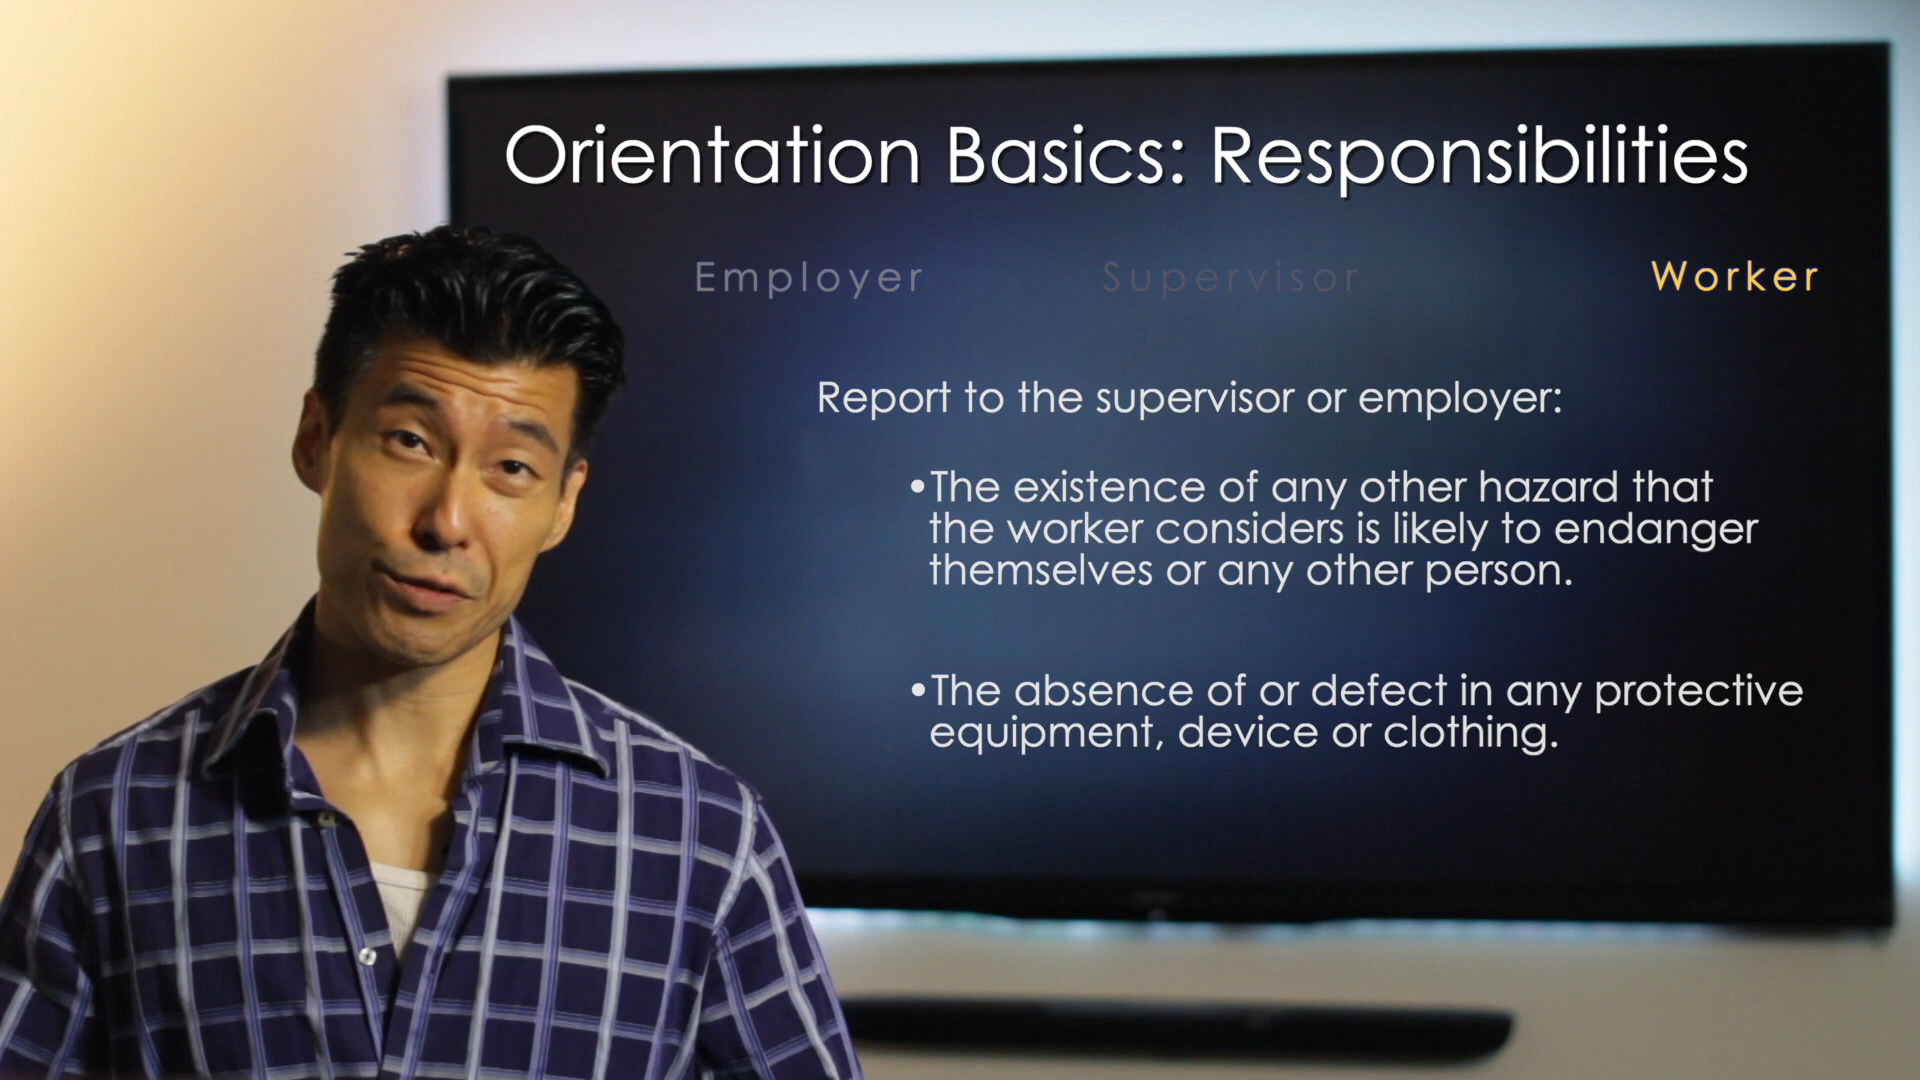 Orientation Basics: Responsibilities
Employer Supervisor Worker
Report to the supervisor or employer:
•The existence of any other hazard that
the worker considers is likely to endanger
themselves or any other person.
•The absence of or defect in any protective
equipment, device or clothing.